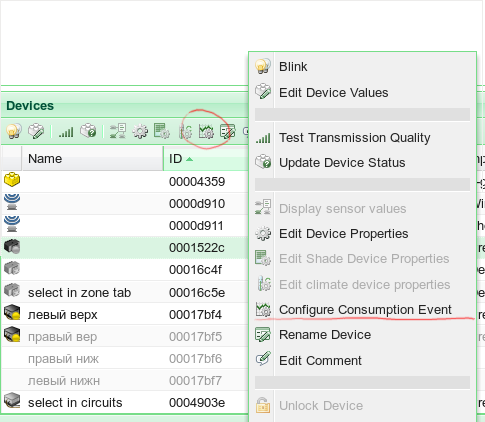 Devices
Name ID
00004359
0000d910
0000d911
0001522c
00016c4f
select in zone tab 00016c5e
левый верх 00017bf4
правый вер 00017bf5
правый ниж 00017bf6
левый нижн 00017bf7
select in circuits 0004903e
Blink
Edit Device Values
Test Transmission Quality
Update Device Status
Display sensor values
Edit Device Properties
Edit Shade Device Properties
Edit climate device properties
Configure Consumption Event
Rename Device
Edit Comment
Unlock Device